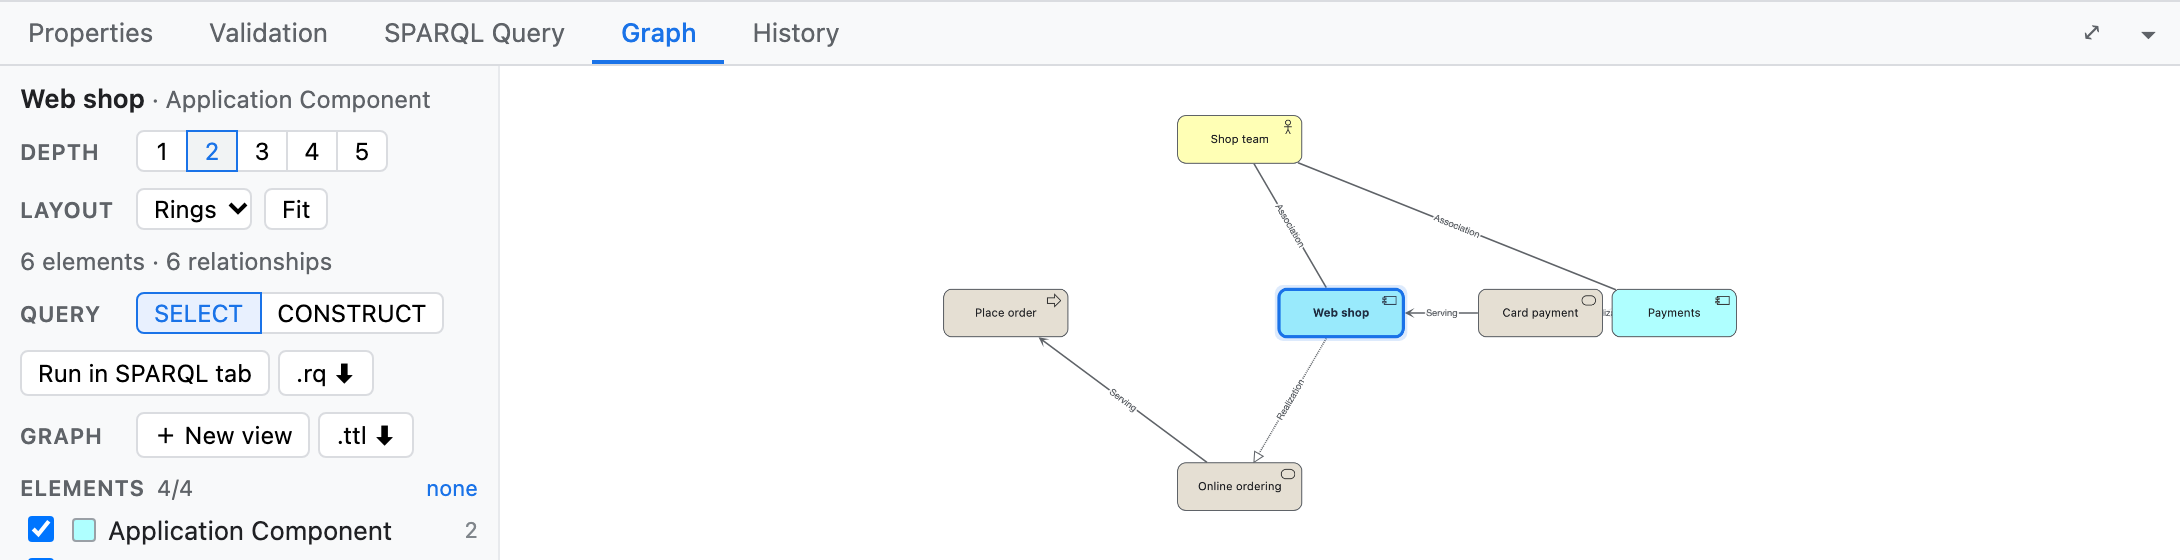 Properties Validation SPARQL Query Graph History
Web shop · Application Component
DEPTH 1 2 3 4 5
LAYOUT Rings Fit
6 elements · 6 relationships
QUERY SELECT CONSTRUCT
Run in SPARQL tab .rq
GRAPH + New view .ttl
ELEMENTS 4/4 none
Application Component 2
Shop team
Association
Association
Place order
Web shop
Serving
Card payment
Payments
Serving
Realization
Online ordering